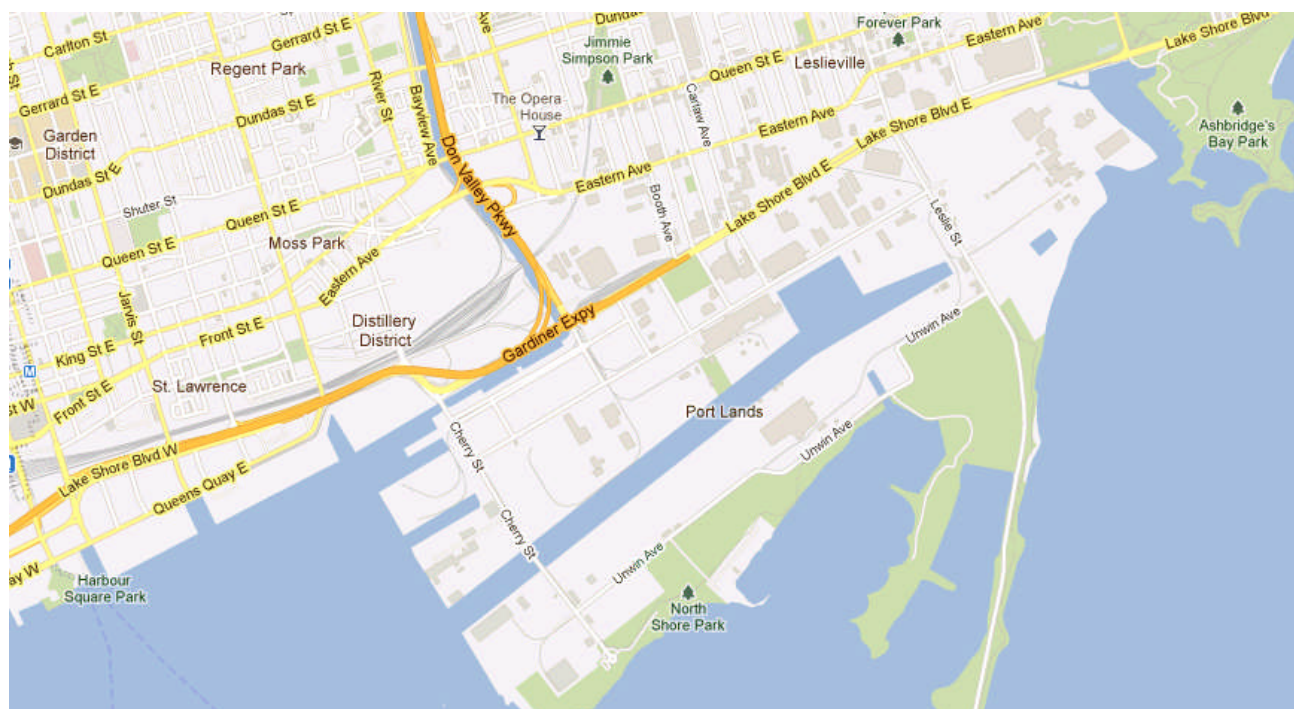 Carlton St
Gerrard St E
Regent Park
Gerrard St E
Dundas St E
Garden
District
Dundas St E
Shuter St
Queen St E
Queen St E
Moss Park
Eastern Ave
River St
Bayview Ave
Ave
Dundas
Jimmie
Simpson Park
The Opera
House
Queen St E
Carlaw Ave
Leslieville
Forever Park
Eastern Ave
Lake Shore Blvd
Ashbridge's
Bay Park
Don Valley Pkwy
Eastern Ave
Eastern Ave
Lake Shore Blvd E
Booth Ave
Lake Shore Blvd E
Leslie St
Jarvis St
King St E
Front St E
Distillery
District
Gardiner Expy
St. Lawrence
St W
Front St E
M
Lake Shore Blvd W
Queens Quay E
ay W
Harbour
Square Park
Cherry St
Cherry St
Port Lands
Unwin Ave
Unwin Ave
Unwin Ave
North
Shore Park